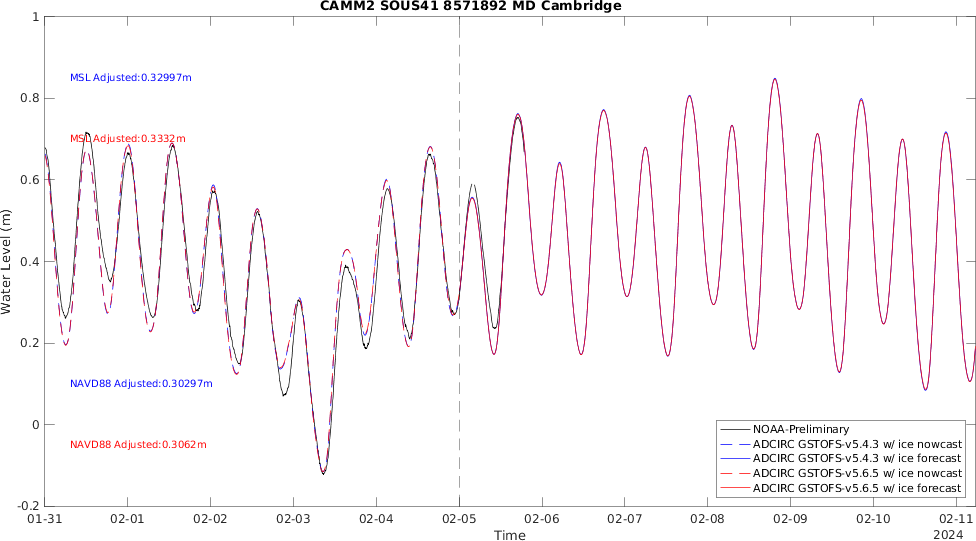 CAMM2 SOUS41 8571892 MD Cambridge
1
0.8
0.6
0.4
0.2
0
-0.2
Water Level (m)
MSL Adjusted:0.32997m
MSL Adjusted:0.3332m
NAVD88 Adjusted:0.30297m
NAVD88 Adjusted:0.3062m
NOAA-Preliminary
ADCIRC GSTOFS-v5.4.3 w/ ice nowcast
ADCIRC GSTOFS-v5.4.3 w/ ice forecast
ADCIRC GSTOFS-v5.6.5 w/ ice nowcast
ADCIRC GSTOFS-v5.6.5 w/ ice forecast
01-31 02-01 02-02 02-03 02-04 02-05 02-06 02-07 02-08 02-09 02-10 02-11
Time
2024